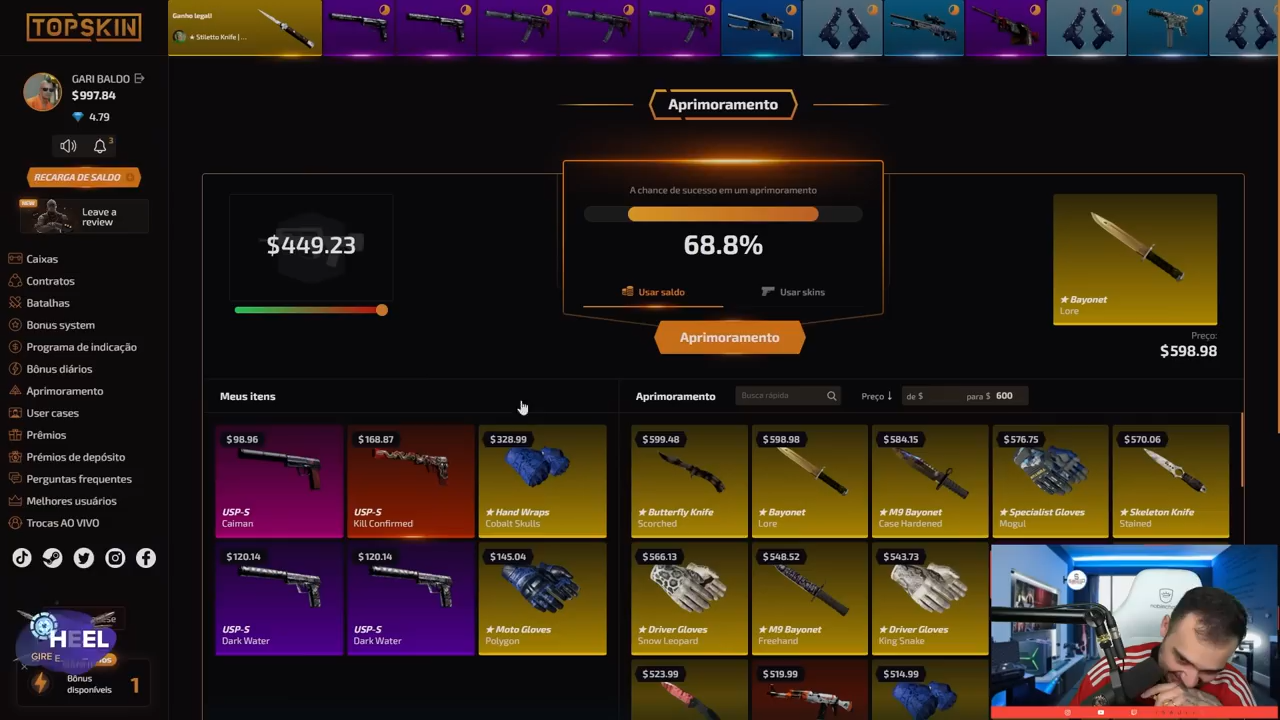 TOPSKIN
Ganho legal!
★ Stiletto Knife | ...
GARI BALDO
$997.84
4.79
3
RECARGA DE SALDO
NEW
Leave a
review
Caixas
Contratos
Batalhas
Bonus system
Programa de indicação
Bônus diários
Aprimoramento
User cases
Prêmios
Prémios de depósito
Perguntas frequentes
Melhores usuários
Trocas AO VIVO
HEEL
GIRE E
Bônus
disponíveis
1
Aprimoramento
$449.23
A chance de sucesso em um aprimoramento
68.8%
Usar saldo
Usar skins
Aprimoramento
★ Bayonet
Lore
Preço:
$598.98
Meus itens
Aprimoramento
Busca rápida
Preço ↓
de $
para $ 600
$98.96
USP-S
Caiman
$168.87
USP-S
Kill Confirmed
$328.99
★ Hand Wraps
Cobalt Skulls
$120.14
USP-S
Dark Water
$120.14
USP-S
Dark Water
$145.04
★ Moto Gloves
Polygon
$599.48
★ Butterfly Knife
Scorched
$598.98
★ Bayonet
Lore
$584.15
★ M9 Bayonet
Case Hardened
$576.75
★ Specialist Gloves
Mogul
$570.06
★ Skeleton Knife
Stained
$566.13
★ Driver Gloves
Snow Leopard
$548.52
★ M9 Bayonet
Freehand
$543.73
★ Driver Gloves
King Snake
$523.99
$519.99
$514.99